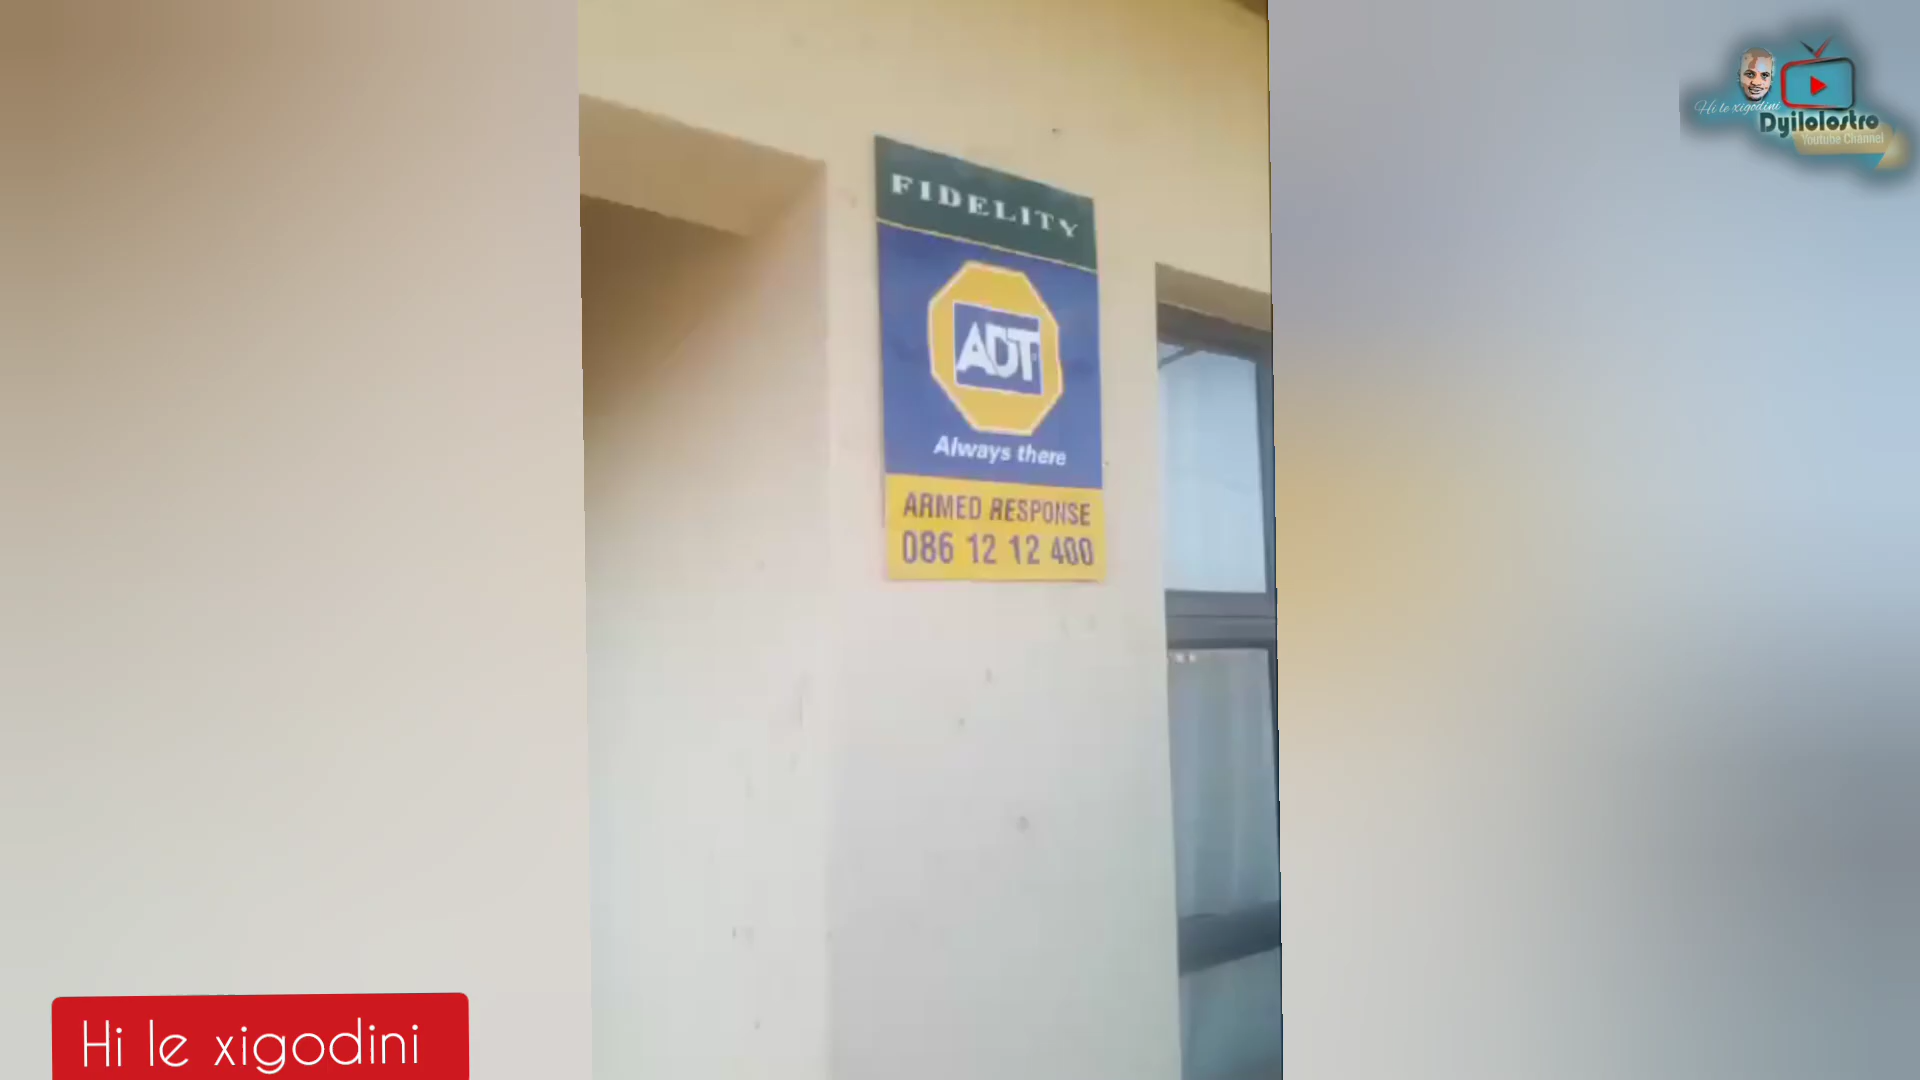 Hi le xigodini
Dyilolostro
Youtube Channel
FIDELITY
ADT
Always there
ARMED RESPONSE
086 12 12 400
Hi le xigodini